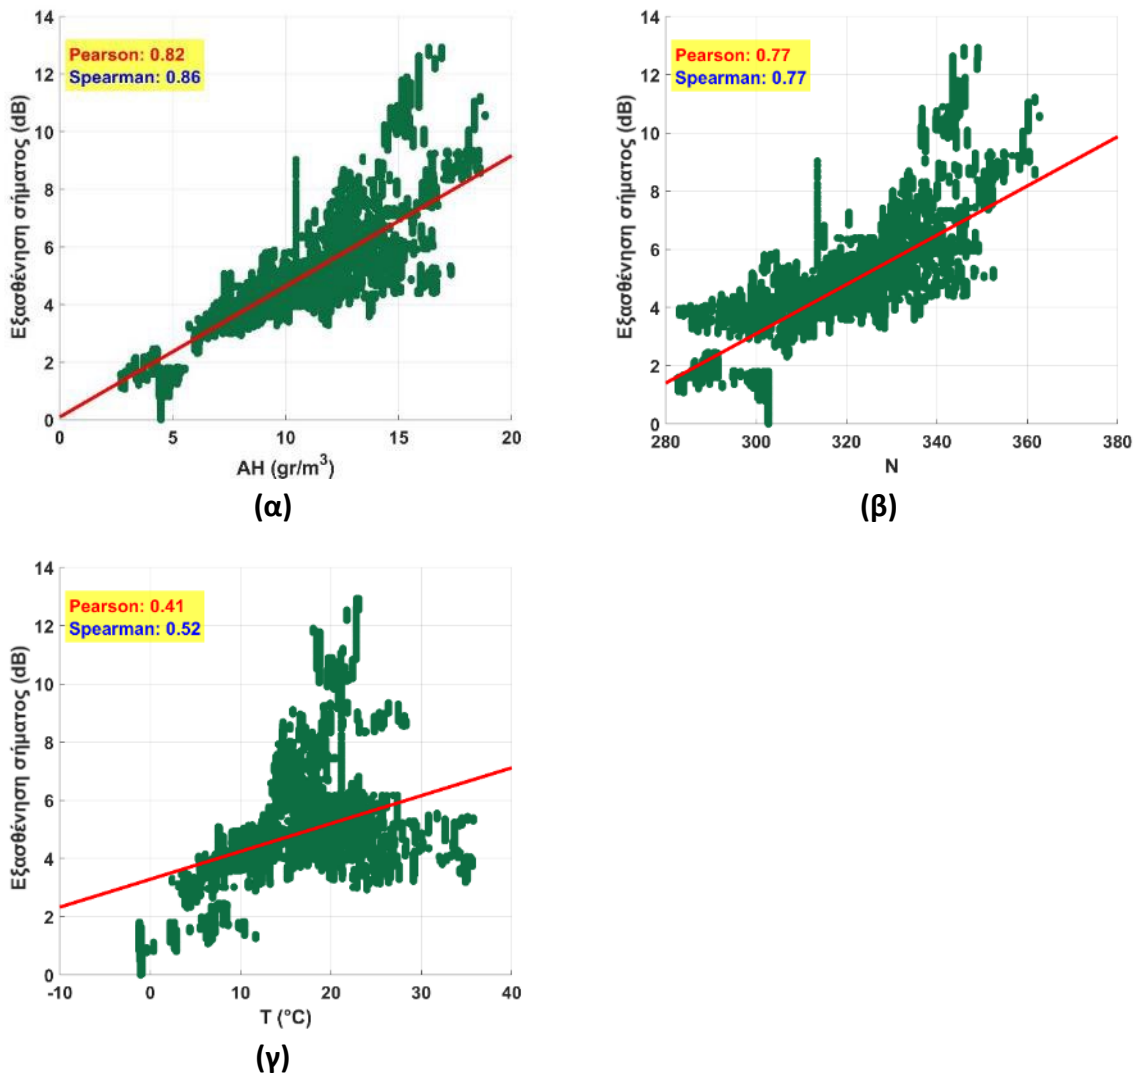 14
12
10
8
6
4
2
0
Εξασθένηση σήματος (dB)
Pearson: 0.82
Spearman: 0.86
0 5 10 15 20
AH (gr/m³)
(α)
14
12
10
8
6
4
2
0
Εξασθένηση σήματος (dB)
Pearson: 0.77
Spearman: 0.77
280 300 320 340 360 380
N
(β)
14
12
10
8
6
4
2
0
Εξασθένηση σήματος (dB)
Pearson: 0.41
Spearman: 0.52
-10 0 10 20 30 40
T (°C)
(γ)